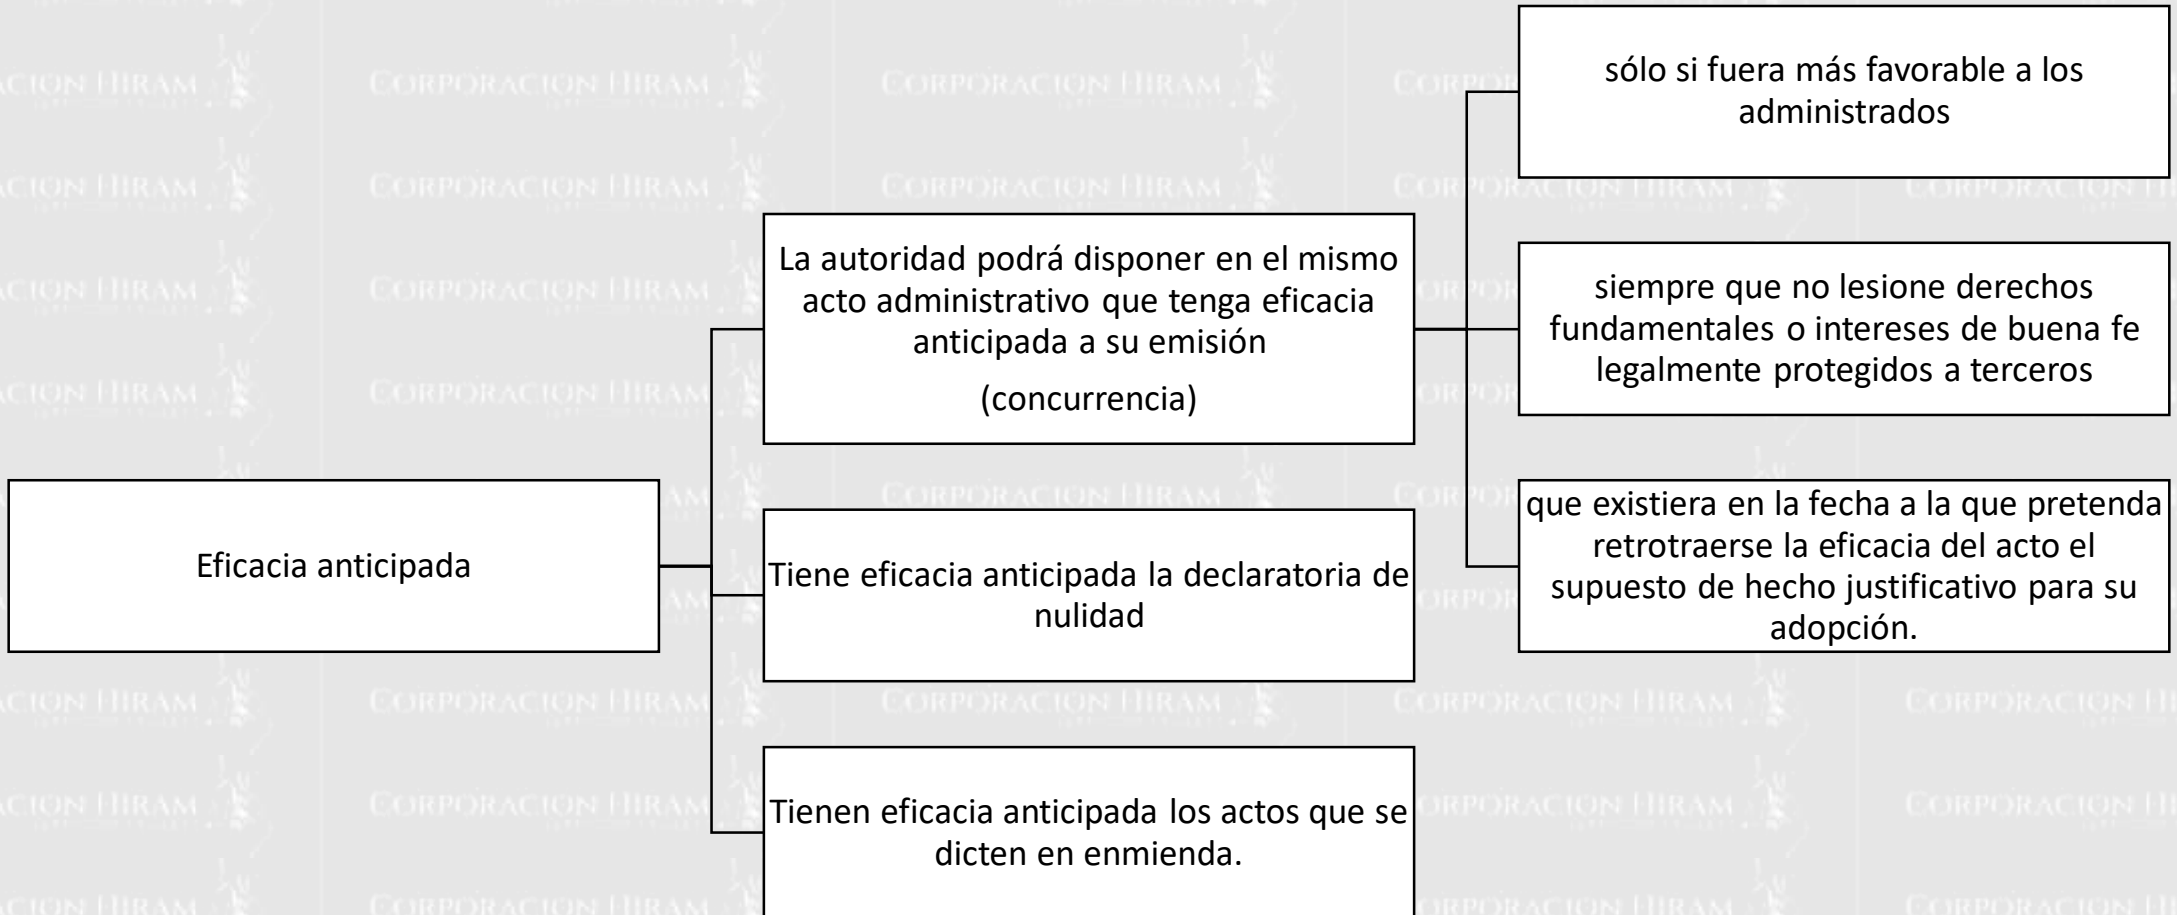 Eficacia anticipada
La autoridad podrá disponer en el mismo
acto administrativo que tenga eficacia
anticipada a su emisión
(concurrencia)
sólo si fuera más favorable a los
administrados
siempre que no lesione derechos
fundamentales o intereses de buena fe
legalmente protegidos a terceros
que existiera en la fecha a la que pretenda
retrotraerse la eficacia del acto el
supuesto de hecho justificativo para su
adopción.
Tiene eficacia anticipada la declaratoria de
nulidad
Tienen eficacia anticipada los actos que se
dicten en enmienda.
CORPORACION HIRAM